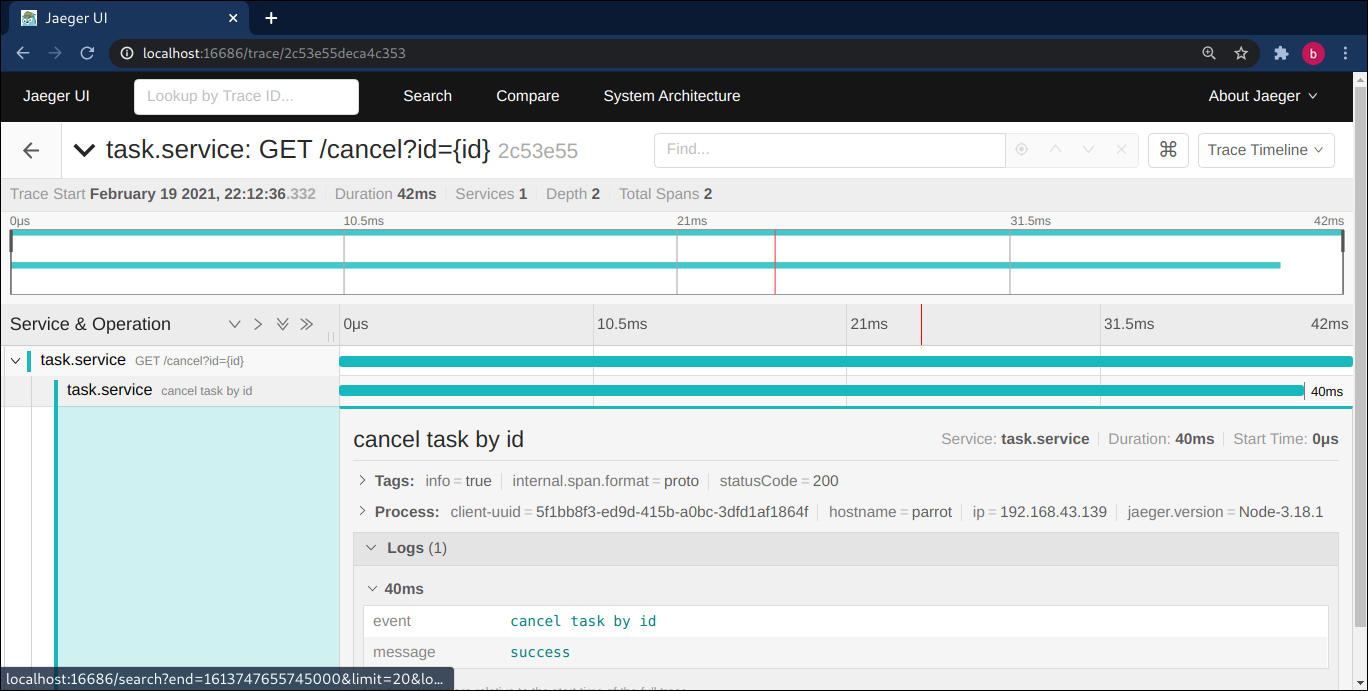 Jaeger UI
localhost:16686/trace/2c53e55deca4c353
b
Jaeger UI Lookup by Trace ID... Search Compare System Architecture About Jaeger
task.service: GET /cancel?id={id} 2c53e55 Find... ⌘ Trace Timeline
Trace Start February 19 2021, 22:12:36.332 Duration 42ms Services 1 Depth 2 Total Spans 2
0μs 10.5ms 21ms 31.5ms 42ms
Service & Operation 0μs 10.5ms 21ms 31.5ms 42ms
task.service GET /cancel?id={id}
task.service cancel task by id 40ms
cancel task by id Service: task.service Duration: 40ms Start Time: 0μs
Tags: info = true internal.span.format = proto statusCode = 200
Process: client-uuid = 5f1bb8f3-ed9d-415b-a0bc-3dfd1af1864f hostname = parrot ip = 192.168.43.139 jaeger.version = Node-3.18.1
Logs (1)
40ms
event cancel task by id
message success
localhost:16686/search?end=1613747655745000&limit=20&lo...